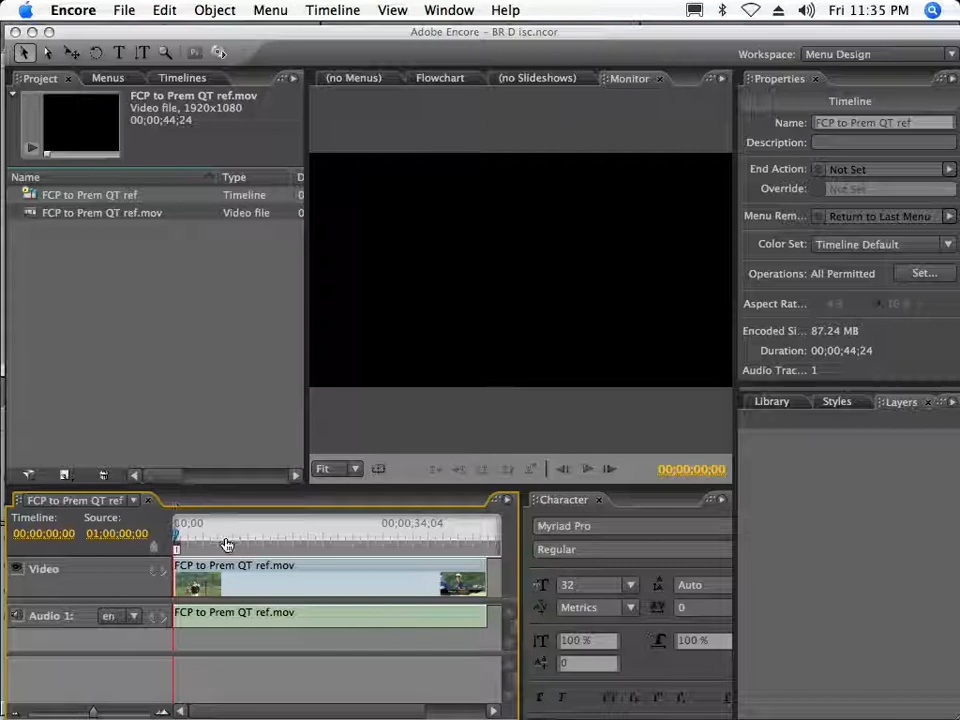 Encore File Edit Object Menu Timeline View Window Help Fri 11:35 PM
Adobe Encore - BR D isc.ncor
Workspace: Menu Design
Project Menus Timelines
(no Menus) Flowchart (no Slideshows) Monitor
Properties
FCP to Prem QT ref.mov
Video file, 1920x1080
00;00;44;24
Timeline
Name: FCP to Prem QT ref
Description:
End Action: Not Set
Override: Not Set
Menu Rem... Return to Last Menu
Color Set: Timeline Default
Operations: All Permitted Set...
Aspect Rat...
Encoded Si... 87.24 MB
Duration: 00;00;44;24
Audio Trac... 1
Name Type D
FCP to Prem QT ref Timeline 0
FCP to Prem QT ref.mov Video file 0
Library Styles Layers
Fit 00;00;00;00
FCP to Prem QT ref
Timeline: Source:
00;00;00;00 01;00;00;00
00;00 00;00;34;04
Video FCP to Prem QT ref.mov
Audio 1: en FCP to Prem QT ref.mov
Character
Myriad Pro
Regular
32 Auto
Metrics 0
100 % 100 %
0